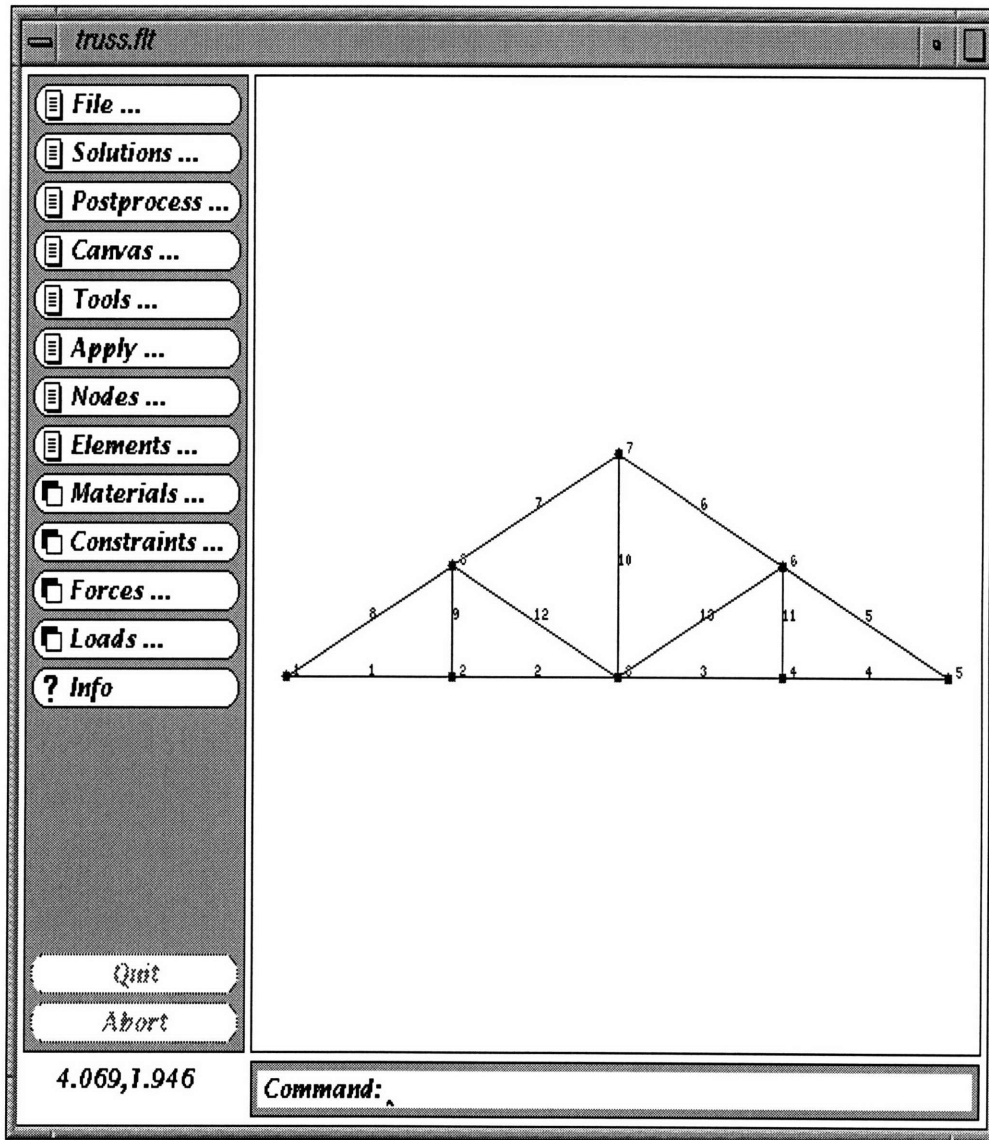 truss.flt
File ...
Solutions ...
Postprocess ...
Canvas ...
Tools ...
Apply ...
Nodes ...
Elements ...
Materials ...
Constraints ...
Forces ...
Loads ...
? Info
7
7 6
10 6
8 9 12 11 5
1 2 2 3 4 4 5
Quit
Abort
4.069,1.946
Command: